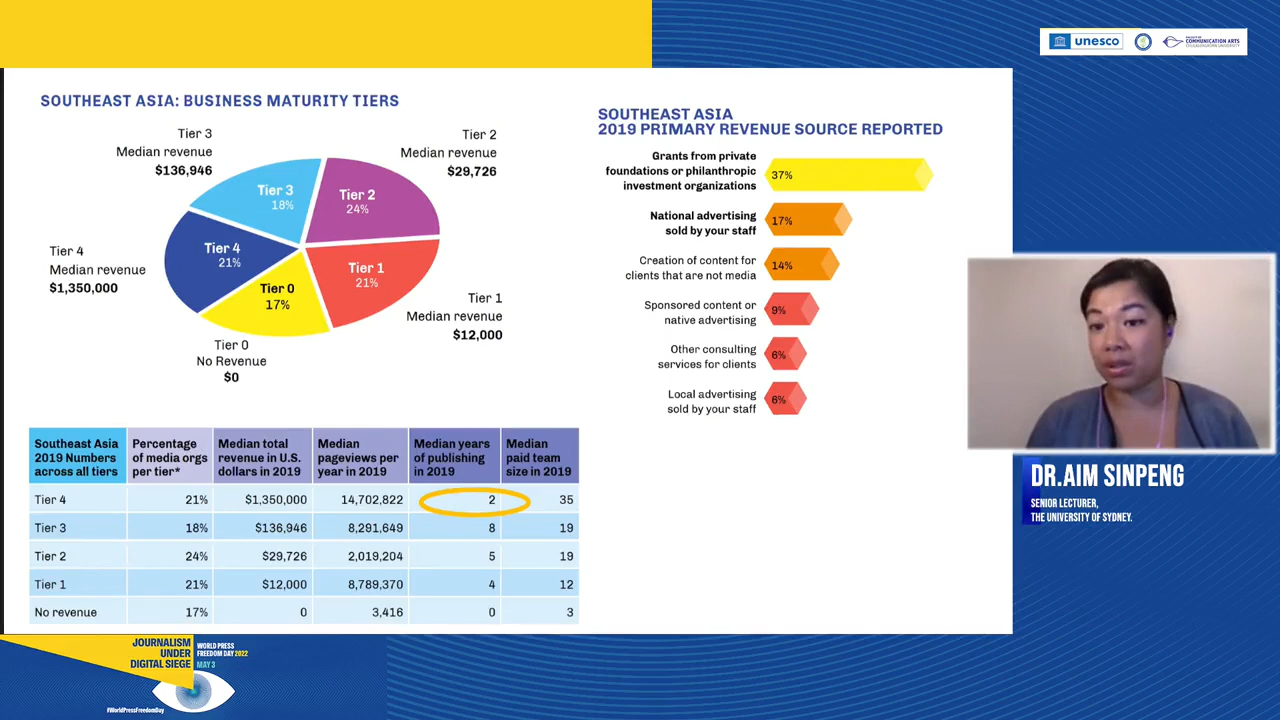 unesco
COMMUNICATION ARTS
SOUTHEAST ASIA: BUSINESS MATURITY TIERS
Tier 3
Median revenue
$136,946
Tier 2
Median revenue
$29,726
Tier 3
18%
Tier 2
24%
Tier 4
21%
Tier 1
21%
Tier 0
17%
Tier 4
Median revenue
$1,350,000
Tier 1
Median revenue
$12,000
Tier 0
No Revenue
$0
SOUTHEAST ASIA
2019 PRIMARY REVENUE SOURCE REPORTED
Grants from private
foundations or philanthropic
investment organizations
37%
National advertising
sold by your staff
17%
Creation of content for
clients that are not media
14%
Sponsored content or
native advertising
9%
Other consulting
services for clients
6%
Local advertising
sold by your staff
6%
Southeast Asia
2019 Numbers
across all tiers
Percentage
of media orgs
per tier*
Median total
revenue in U.S.
dollars in 2019
Median
pageviews per
year in 2019
Median years
of publishing
in 2019
Median paid team
size in 2019
Tier 4 21% $1,350,000 14,702,822 2 35
Tier 3 18% $136,946 8,291,649 8 19
Tier 2 24% $29,726 2,019,204 5 19
Tier 1 21% $12,000 8,789,370 4 12
No revenue 17% 0 3,416 0 3
DR.AIM SINPENG
SENIOR LECTURER,
THE UNIVERSITY OF SYDNEY.
JOURNALISM
UNDER
DIGITAL SIEGE
WORLD PRESS
FREEDOM DAY 2022
MAY 3
#WorldPressFreedomDay